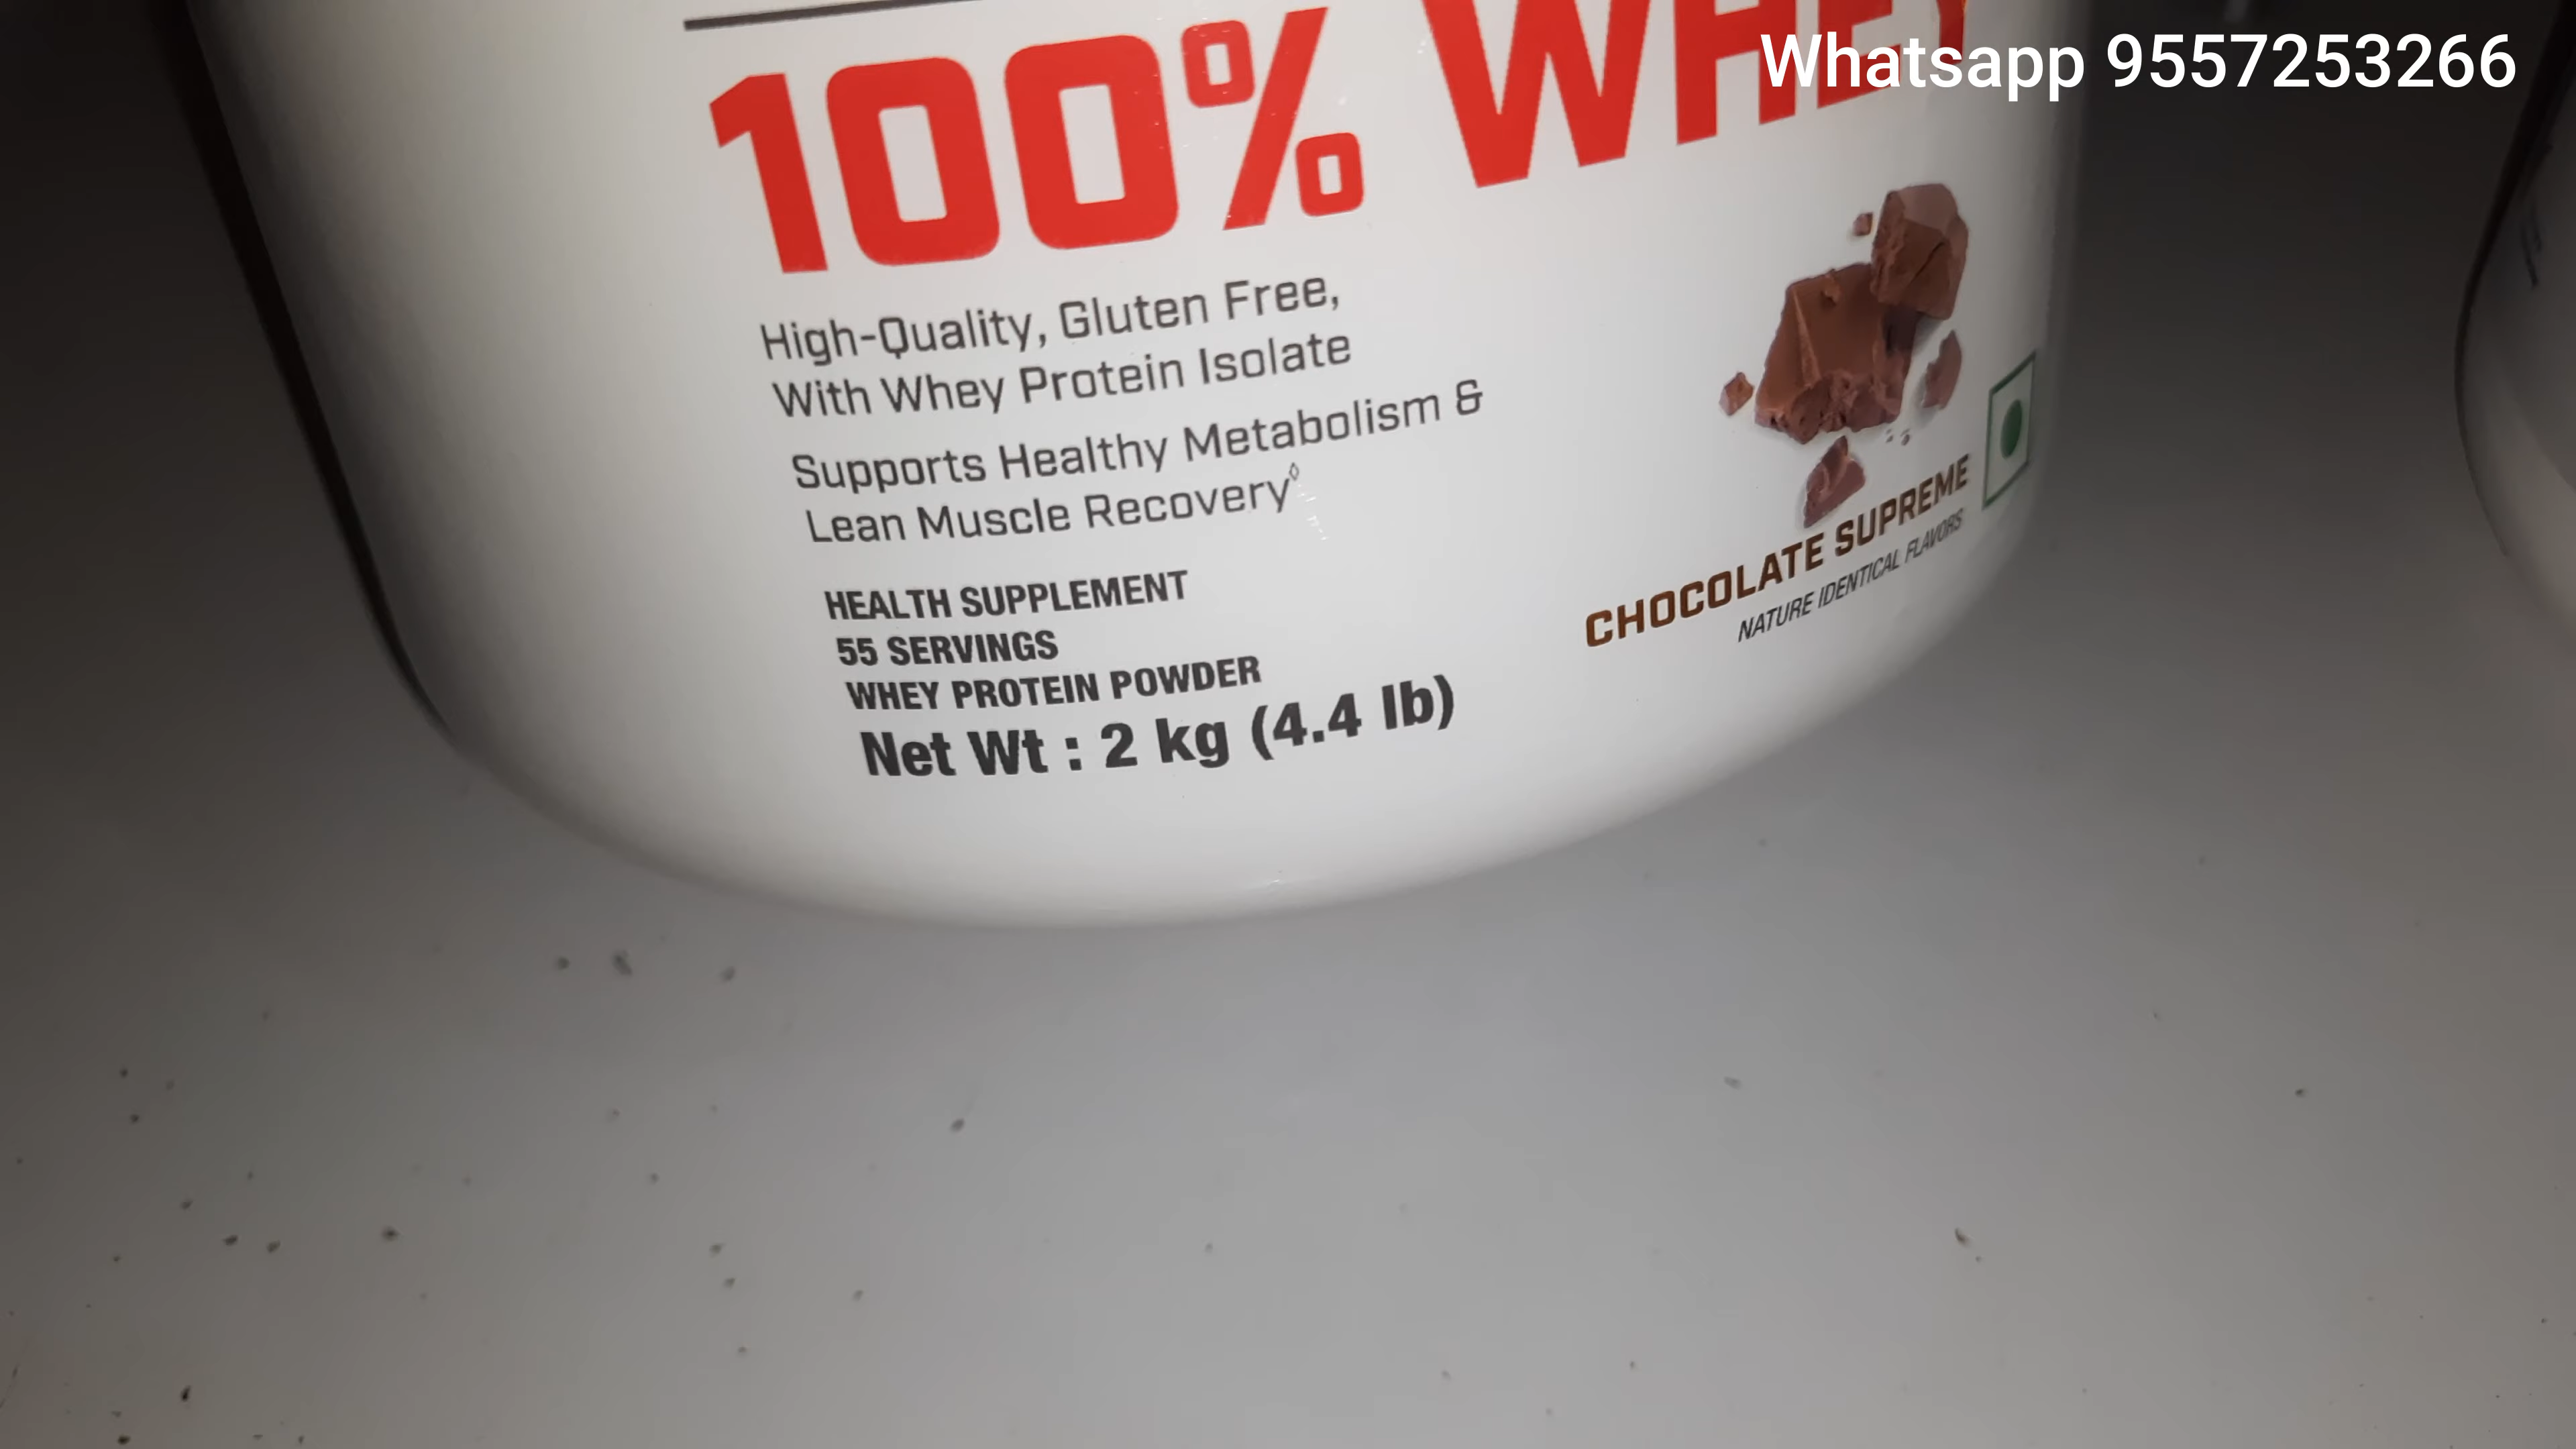 Whatsapp 9557253266
100% WHEY
High-Quality, Gluten Free,
With Whey Protein Isolate
Supports Healthy Metabolism &
Lean Muscle Recovery◊
HEALTH SUPPLEMENT
55 SERVINGS
WHEY PROTEIN POWDER
Net Wt : 2 kg (4.4 lb)
CHOCOLATE SUPREME
NATURE IDENTICAL FLAVORS